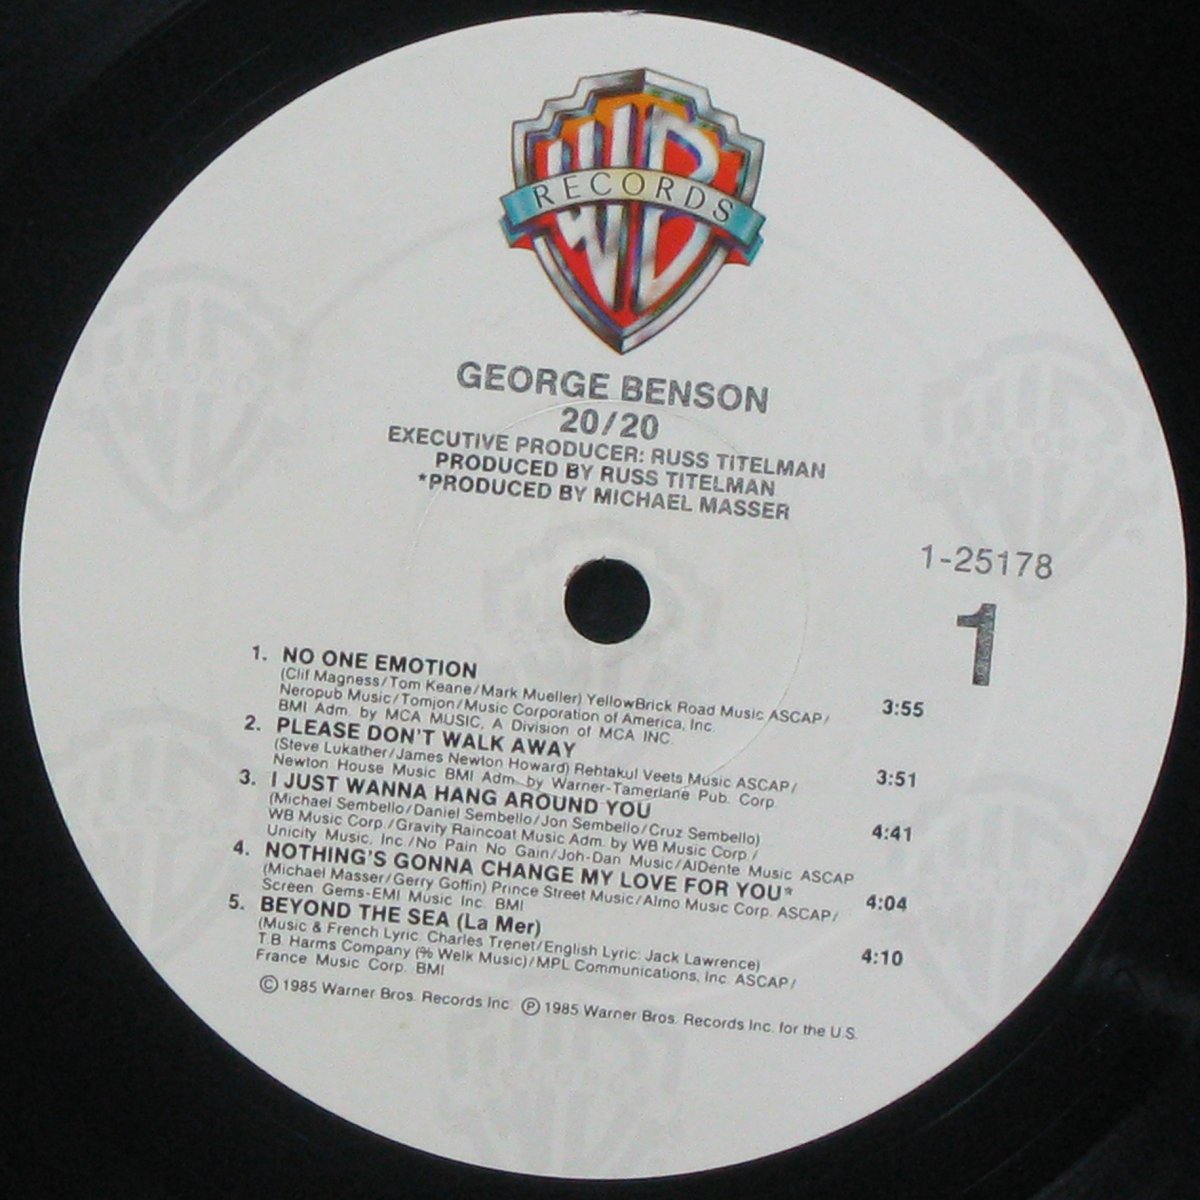 WB
RECORDS
GEORGE BENSON
20/20
EXECUTIVE PRODUCER: RUSS TITELMAN
PRODUCED BY RUSS TITELMAN
*PRODUCED BY MICHAEL MASSER
1-25178
1
1. NO ONE EMOTION
(Clif Magness/Tom Keane/Mark Mueller) YellowBrick Road Music ASCAP/
Neropub Music/Tomjon/Music Corporation of America, Inc. 3:55
BMI Adm. by MCA MUSIC, A Division of MCA INC.
2. PLEASE DON'T WALK AWAY
(Steve Lukather/James Newton Howard) Rehtakul Veets Music ASCAP/
Newton House Music BMI Adm. by Warner-Tamerlane Pub. Corp. 3:51
3. I JUST WANNA HANG AROUND YOU
(Michael Sembello/Daniel Sembello/Jon Sembello/Cruz Sembello) 4:41
WB Music Corp./Gravity Raincoat Music Adm. by WB Music Corp./
Unicity Music, Inc./No Pain No Gain/Joh-Dan Music/AlDente Music ASCAP
4. NOTHING'S GONNA CHANGE MY LOVE FOR YOU*
(Michael Masser/Gerry Goffin) Prince Street Music/Almo Music Corp. ASCAP/ 4:04
Screen Gems-EMI Music Inc. BMI
5. BEYOND THE SEA (La Mer)
(Music & French Lyric: Charles Trenet/English Lyric: Jack Lawrence) 4:10
T.B. Harms Company (% Welk Music)/MPL Communications, Inc. ASCAP/
France Music Corp. BMI
Ⓒ 1985 Warner Bros. Records Inc. Ⓟ 1985 Warner Bros. Records Inc. for the U.S.